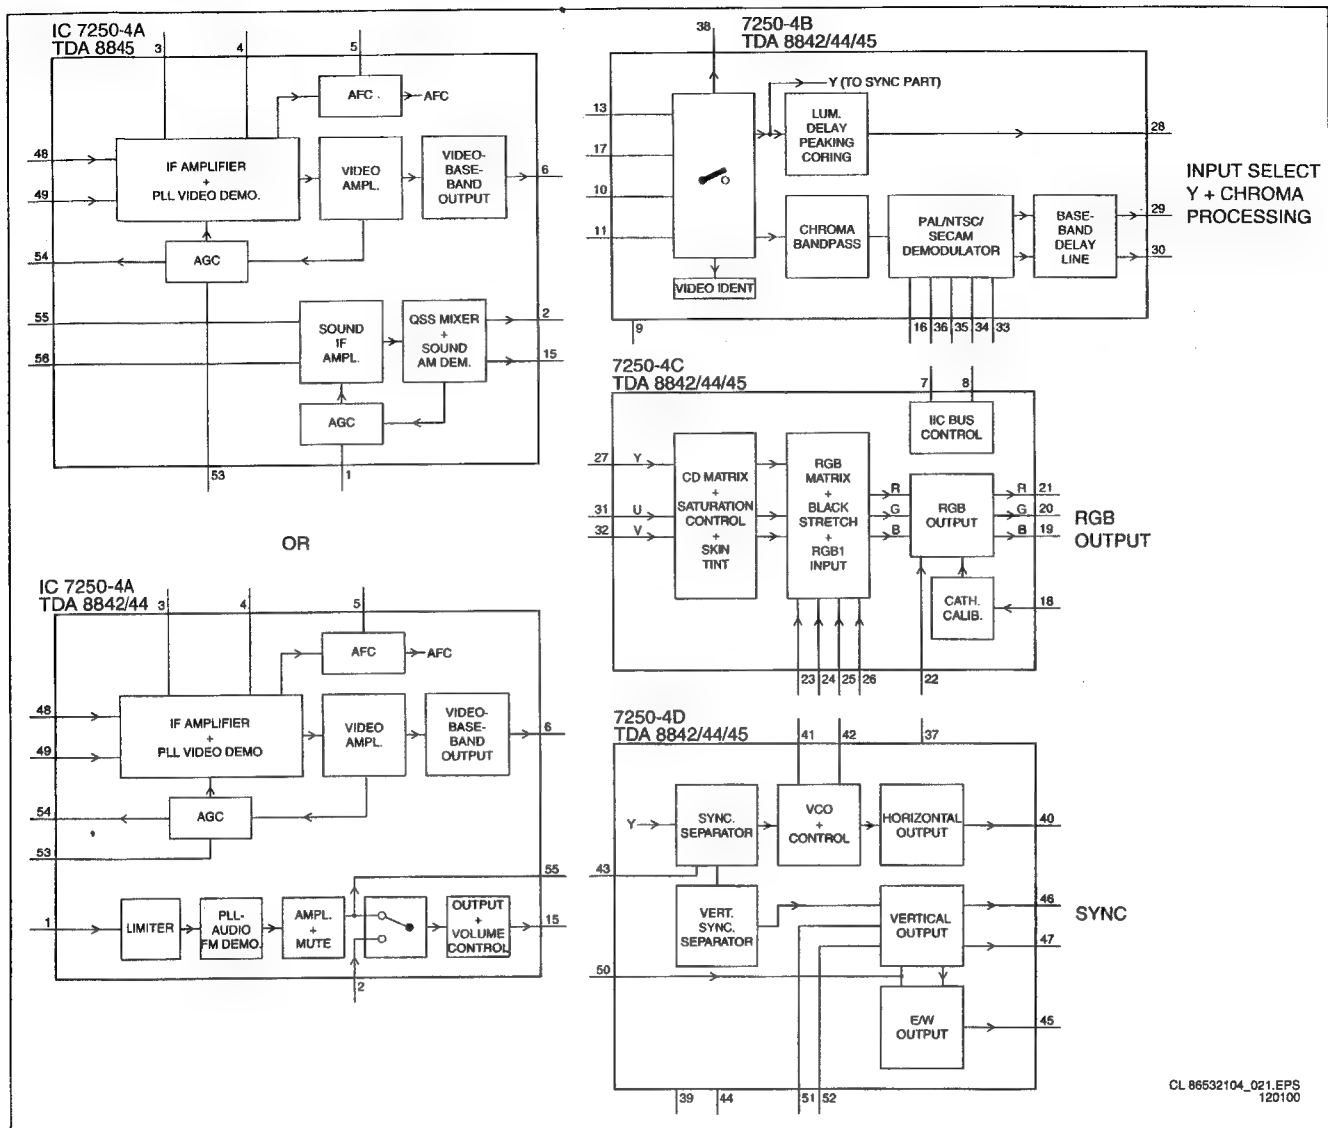 IC 7250-4A
TDA 8845
3
4
5
AFC .
AFC
48
49
IF AMPLIFIER
+
PLL VIDEO DEMO.
VIDEO
AMPL.
VIDEO-
BASE-
BAND
OUTPUT
6
54
AGC
55
56
SOUND
IF
AMPL.
QSS MIXER
+
SOUND
AM DEM.
2
15
AGC
53
1
OR
IC 7250-4A
TDA 8842/44
3
4
5
AFC
AFC
48
49
IF AMPLIFIER
+
PLL VIDEO DEMO
VIDEO
AMPL.
VIDEO-
BASE-
BAND
OUTPUT
6
54
AGC
53
55
1
LIMITER
PLL-
AUDIO
FM DEMO.
AMPL.
+
MUTE
OUTPUT
+
VOLUME
CONTROL
15
2
38
7250-4B
TDA 8842/44/45
Y (TO SYNC PART)
13
17
10
11
LUM.
DELAY
PEAKING
CORING
28
CHROMA
BANDPASS
PAL/NTSC/
SECAM
DEMODULATOR
BASE-
BAND
DELAY
LINE
29
30
VIDEO IDENT
9
16
36
35
34
33
INPUT SELECT
Y + CHROMA
PROCESSING
7250-4C
TDA 8842/44/45
7
8
IIC BUS
CONTROL
27
Y
31
U
32
V
CD MATRIX
+
SATURATION
CONTROL
+
SKIN
TINT
RGB
MATRIX
+
BLACK
STRETCH
+
RGB1
INPUT
R
G
B
RGB
OUTPUT
R
G
B
21
20
19
RGB
OUTPUT
CATH.
CALIB.
18
23
24
25
26
22
7250-4D
TDA 8842/44/45
41
42
37
Y
SYNC.
SEPARATOR
VCO
+
CONTROL
HORIZONTAL
OUTPUT
40
43
VERT.
SYNC.
SEPARATOR
VERTICAL
OUTPUT
46
47
SYNC
50
E/W
OUTPUT
45
39
44
51
52
CL 86532104_021.EPS
120100